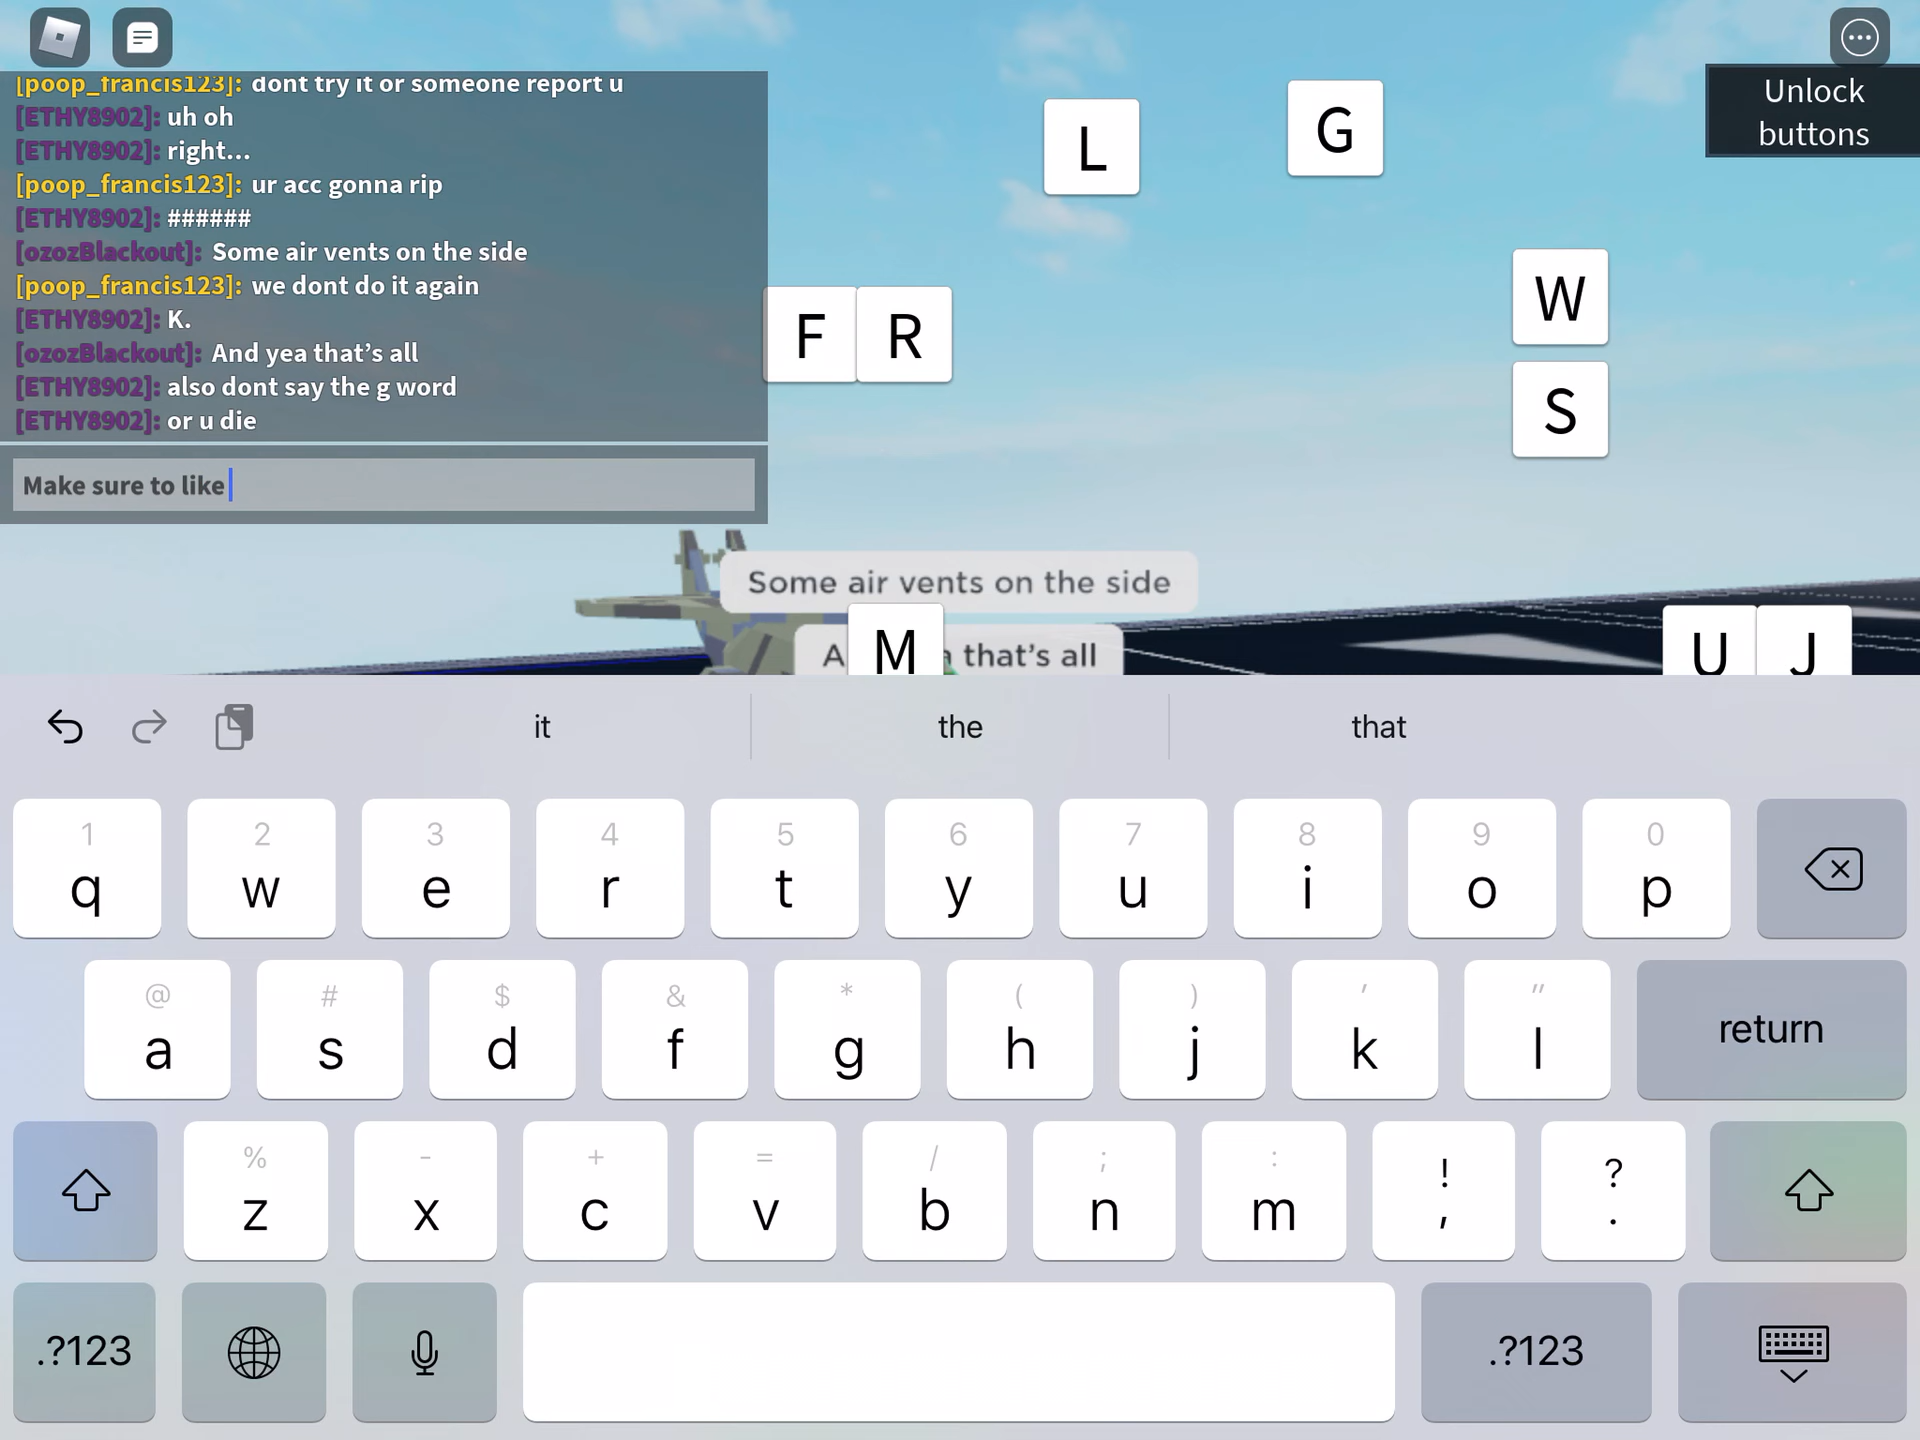 [poop_francis123]: dont try it or someone report u
[ETHY8902]: uh oh
[ETHY8902]: right...
[poop_francis123]: ur acc gonna rip
[ETHY8902]: ######
[ozozBlackout]: Some air vents on the side
[poop_francis123]: we dont do it again
[ETHY8902]: K.
[ozozBlackout]: And yea that’s all
[ETHY8902]: also dont say the g word
[ETHY8902]: or u die
Make sure to like
Unlock
buttons
L
G
F R
W
S
Some air vents on the side
A that’s all
M
U J
it the that
1 2 3 4 5 6 7 8 9 0
q w e r t y u i o p
@ # $ & * ( ) ' "
a s d f g h j k l return
% - + = / ; : ! ?
z x c v b n m , .
.?123 .?123